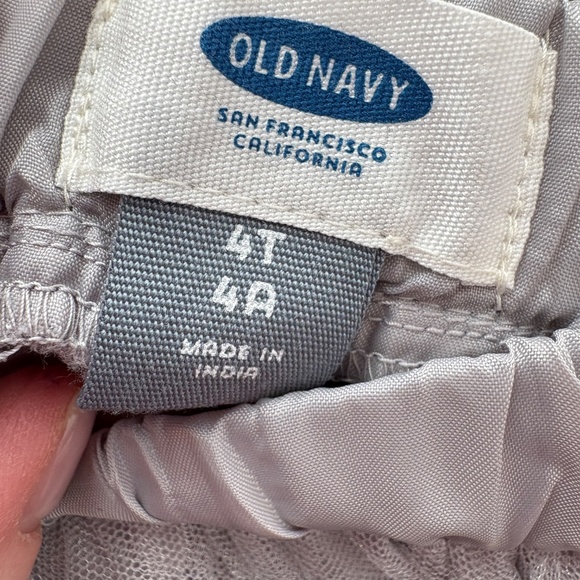 OLD NAVY
SAN FRANCISCO
CALIFORNIA
4T
4A
MADE IN
INDIA